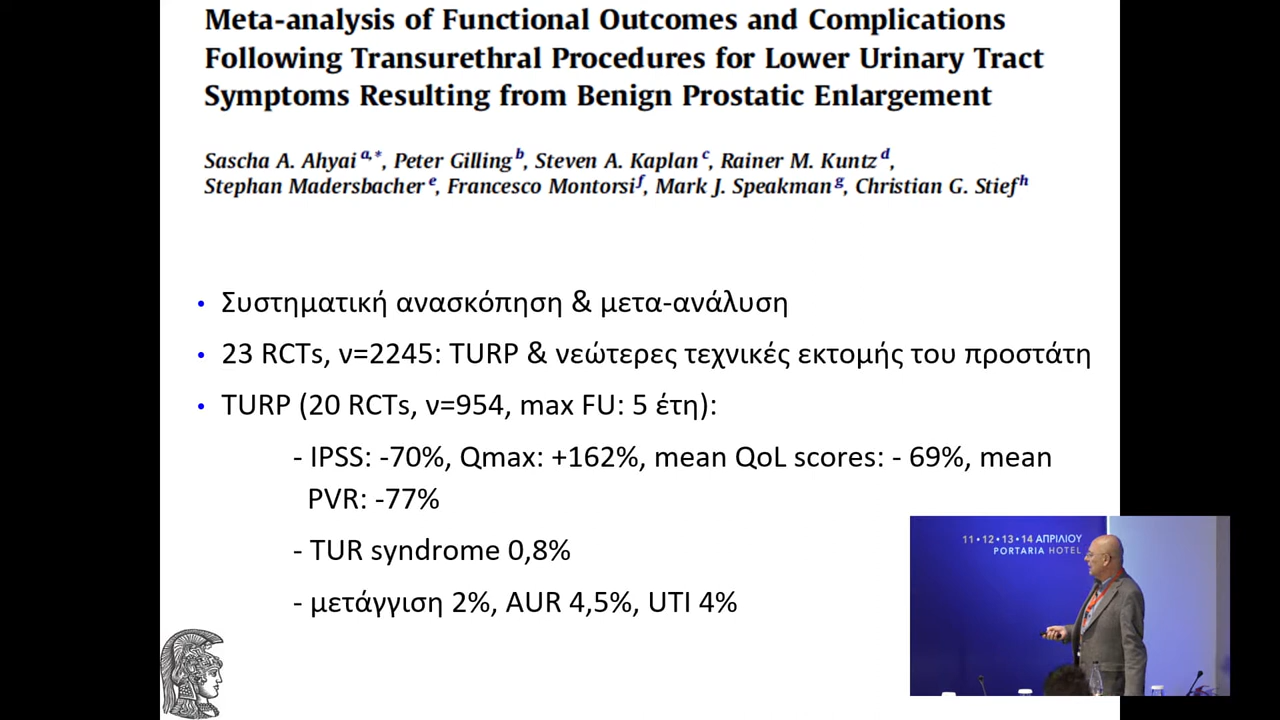 Meta-analysis of Functional Outcomes and Complications
Following Transurethral Procedures for Lower Urinary Tract
Symptoms Resulting from Benign Prostatic Enlargement
Sascha A. Ahyai a,*, Peter Gilling b, Steven A. Kaplan c, Rainer M. Kuntz d,
Stephan Madersbacher e, Francesco Montorsi f, Mark J. Speakman g, Christian G. Stief h
• Συστηματική ανασκόπηση & μετα-ανάλυση
• 23 RCTs, ν=2245: TURP & νεώτερες τεχνικές εκτομής του προστάτη
• TURP (20 RCTs, ν=954, max FU: 5 έτη):
- IPSS: -70%, Qmax: +162%, mean QoL scores: - 69%, mean
PVR: -77%
- TUR syndrome 0,8%
- μετάγγιση 2%, AUR 4,5%, UTI 4%
11•12•13•14 ΑΠΡΙΛΙΟΥ
PORTARIA HOTEL